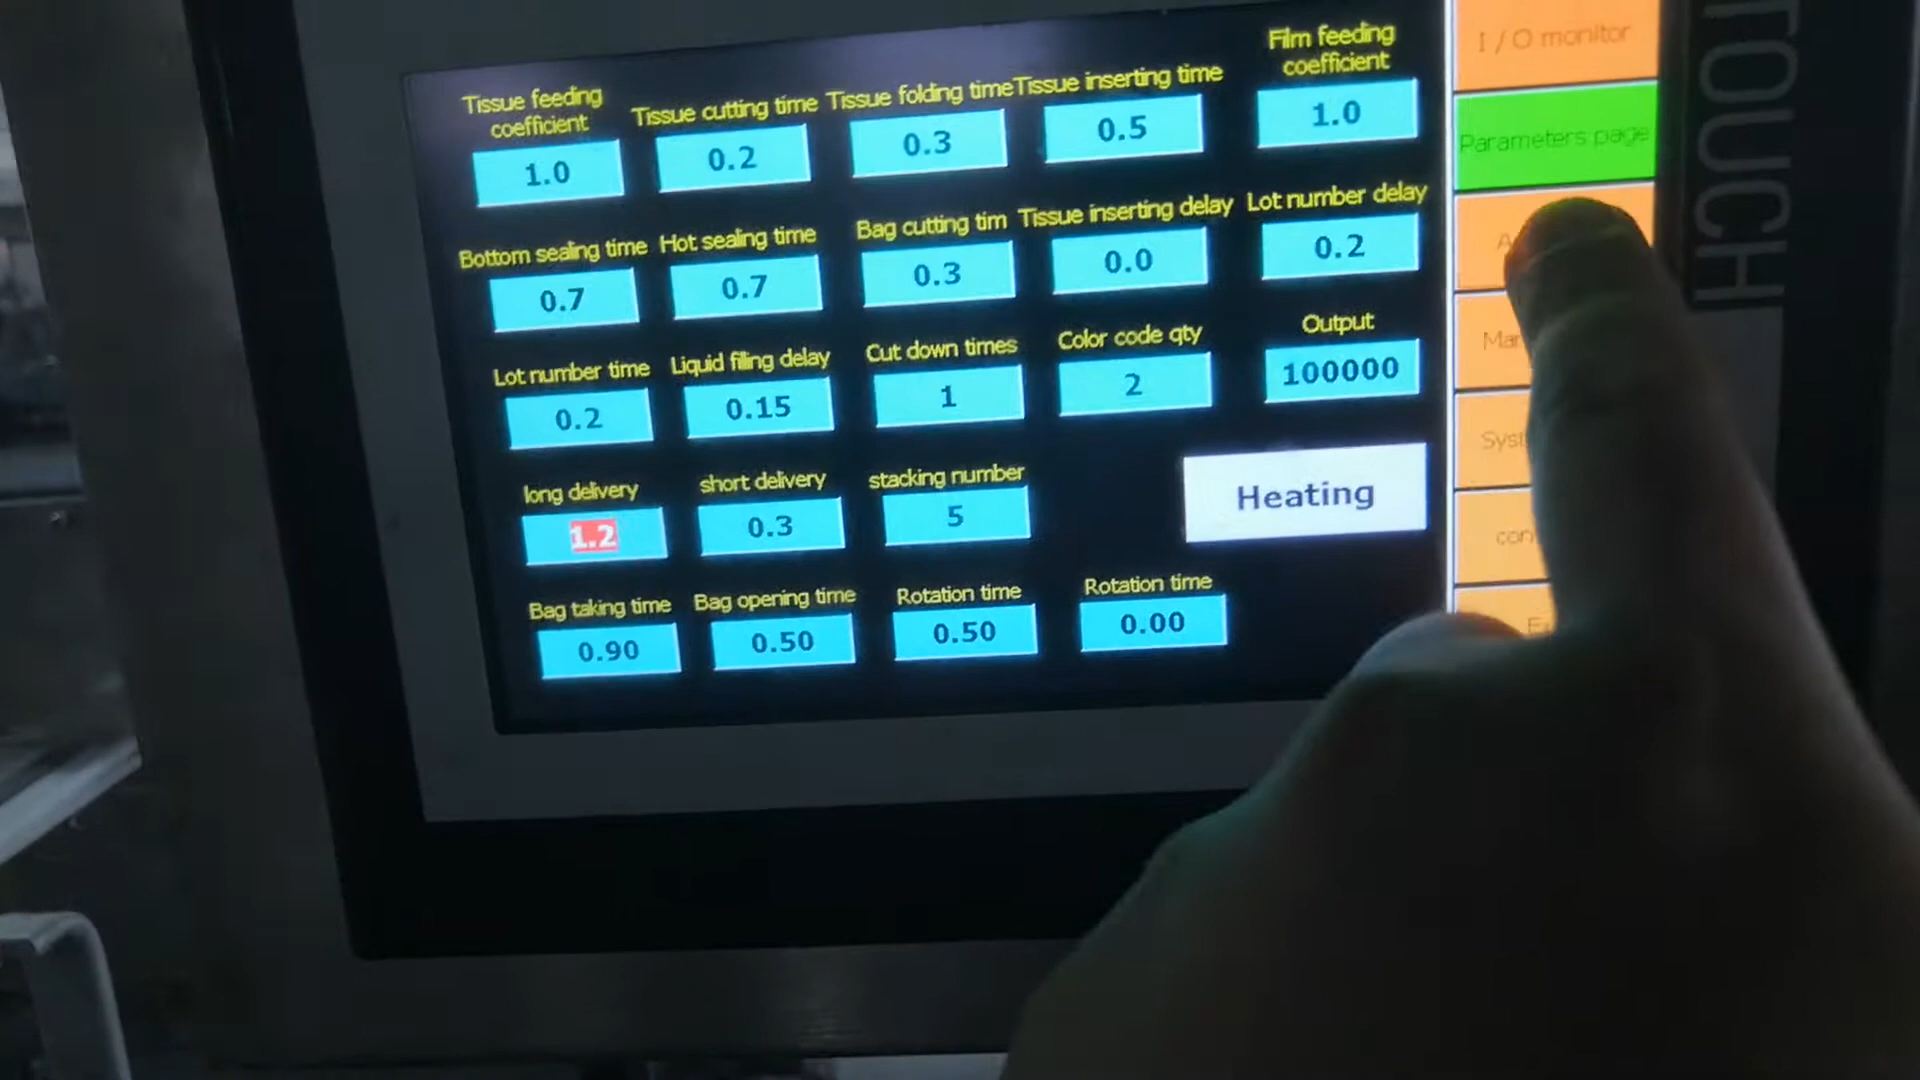 Tissue feeding
coefficient
1.0
Tissue cutting time
0.2
Tissue folding time
0.3
Tissue inserting time
0.5
Film feeding
coefficient
1.0
Bottom sealing time
0.7
Hot sealing time
0.7
Bag cutting tim
0.3
Tissue inserting delay
0.0
Lot number delay
0.2
Lot number time
0.2
Liquid filling delay
0.15
Cut down times
1
Color code qty
2
Output
100000
long delivery
1.2
short delivery
0.3
stacking number
5
Heating
Bag taking time
0.90
Bag opening time
0.50
Rotation time
0.50
Rotation time
0.00
I / O monitor
Parameters page
TOUCH